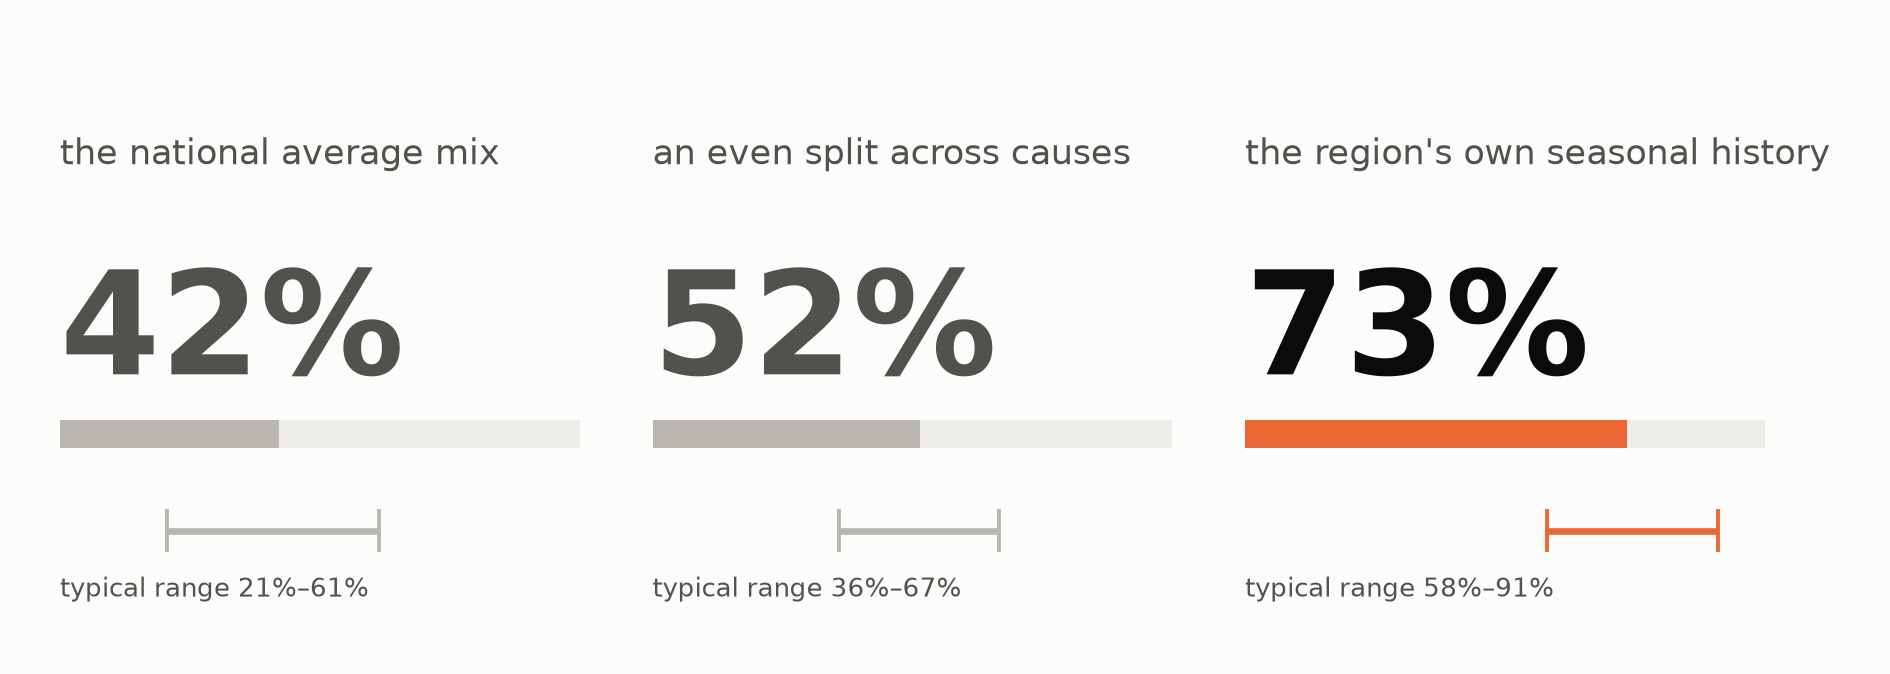 the national average mix
42%
typical range 21%–61%
an even split across causes
52%
typical range 36%–67%
the region's own seasonal history
73%
typical range 58%–91%